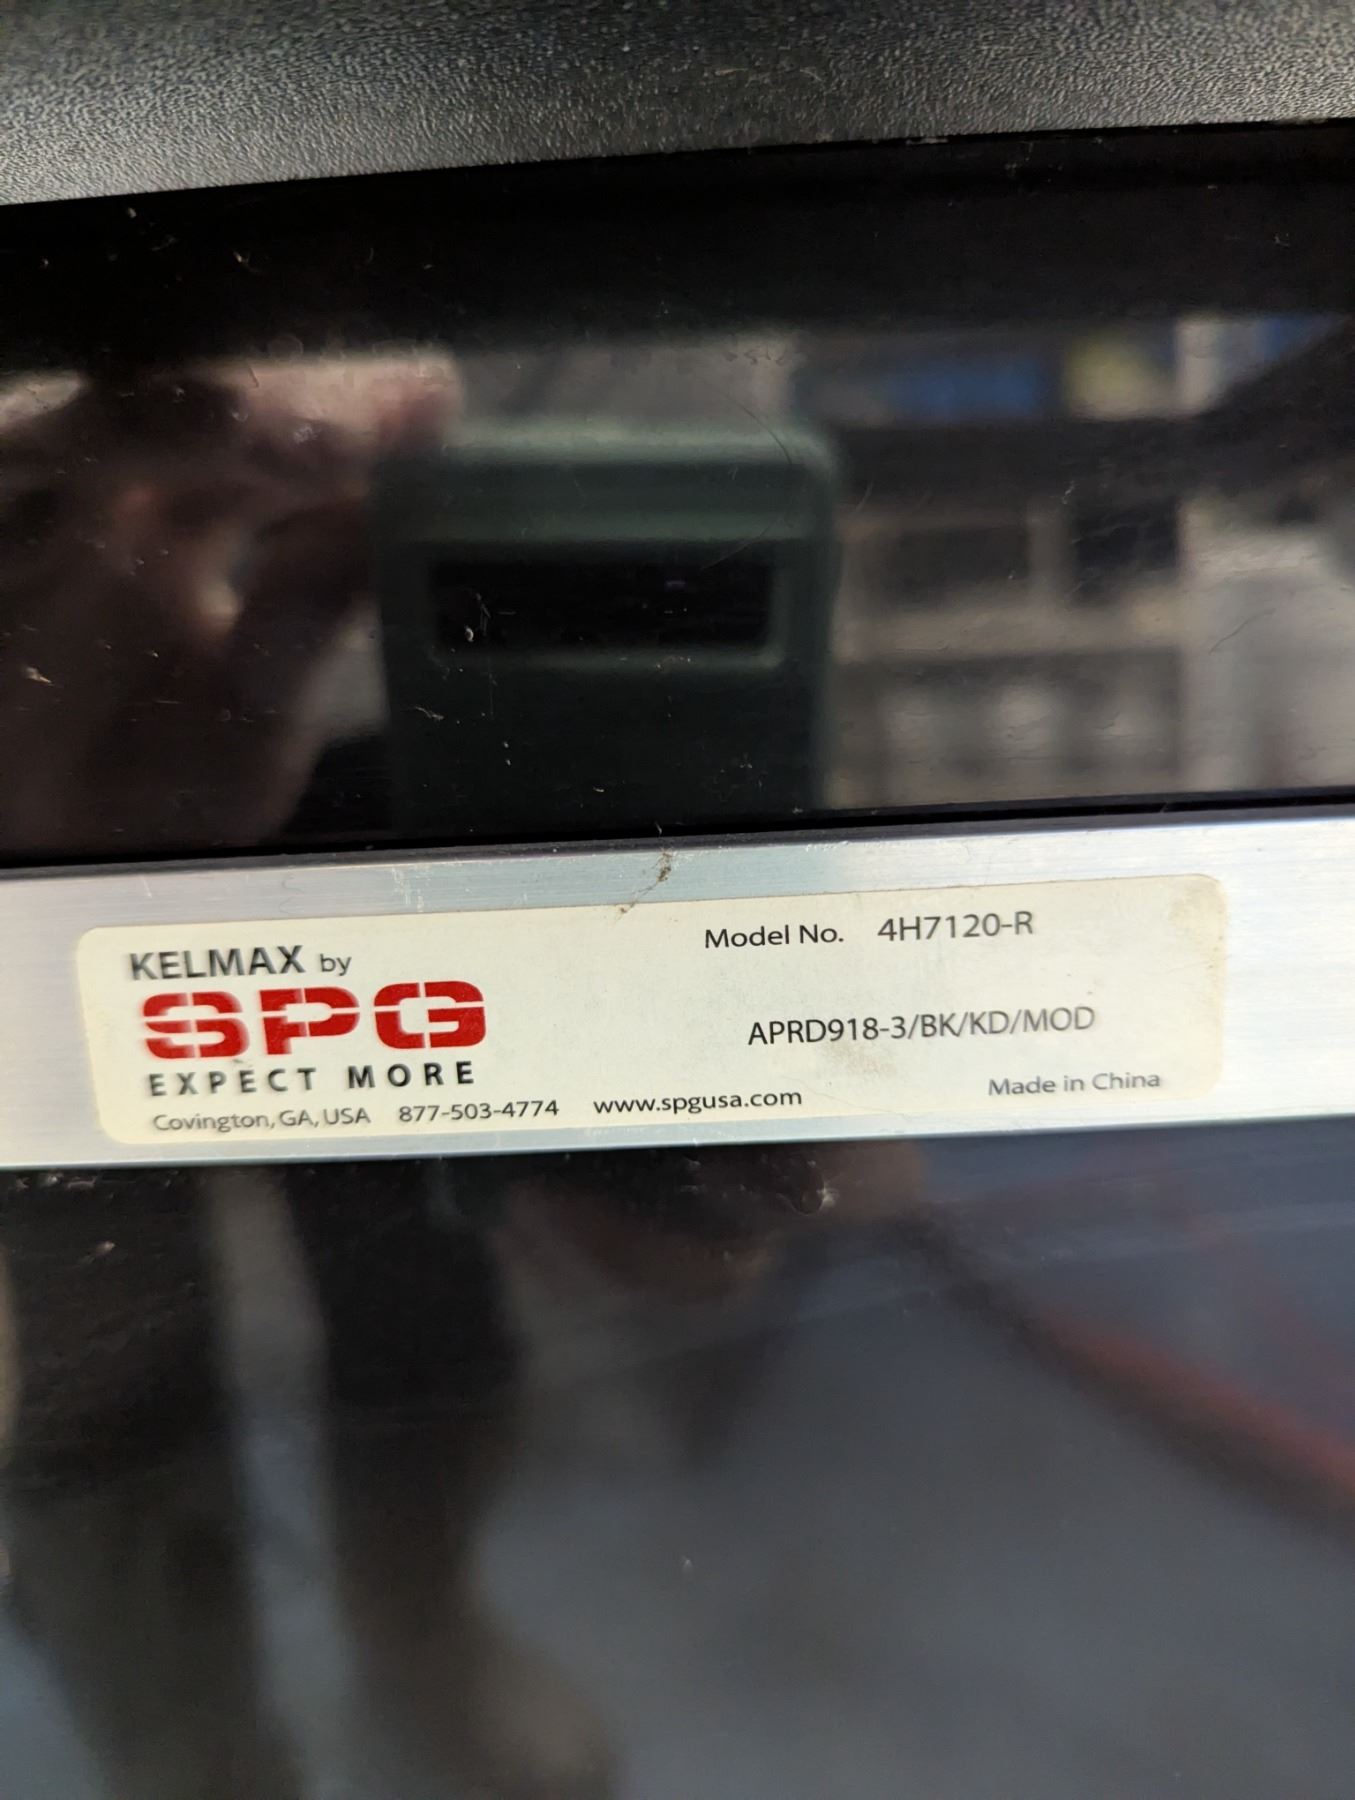 KELMAX by
SPG
EXPECT MORE
Covington, GA, USA 877-503-4774 www.spgusa.com
Model No. 4H7120-R
APRD918-3/BK/KD/MOD
Made in China